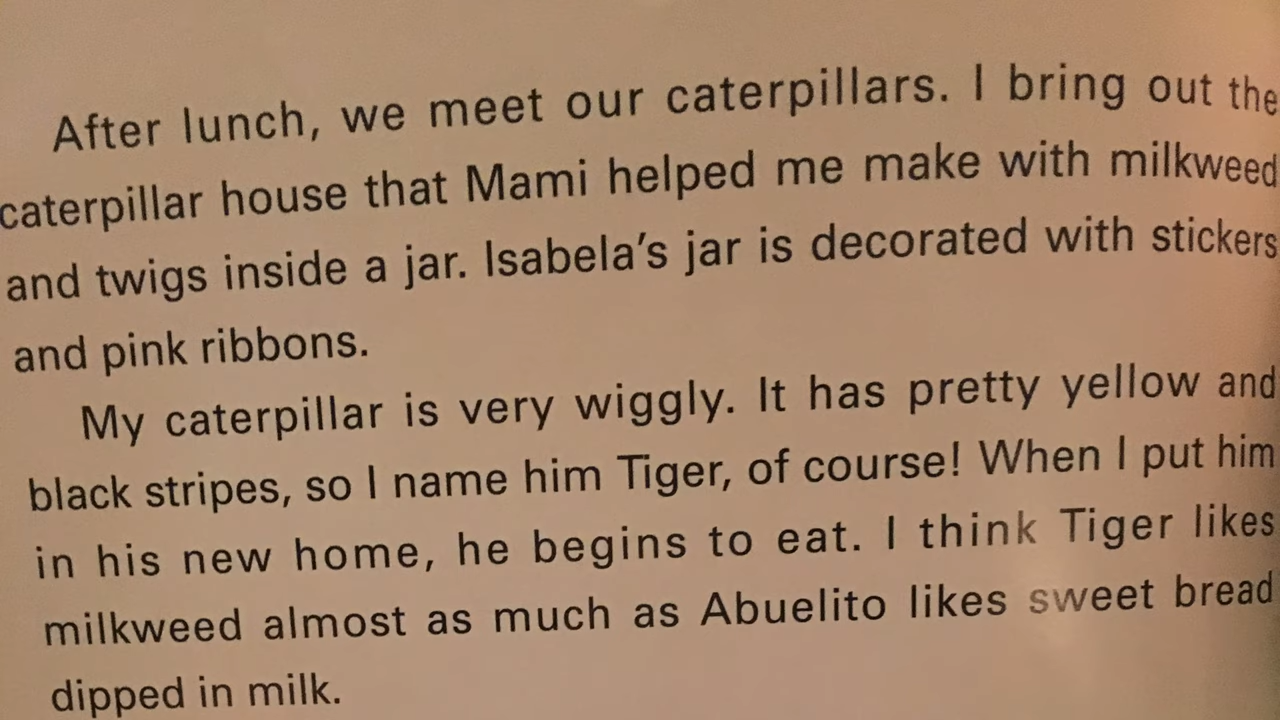 After lunch, we meet our caterpillars. I bring out the
caterpillar house that Mami helped me make with milkweed
and twigs inside a jar. Isabela’s jar is decorated with stickers
and pink ribbons.
My caterpillar is very wiggly. It has pretty yellow and
black stripes, so I name him Tiger, of course! When I put him
in his new home, he begins to eat. I think Tiger likes
milkweed almost as much as Abuelito likes sweet bread
dipped in milk.